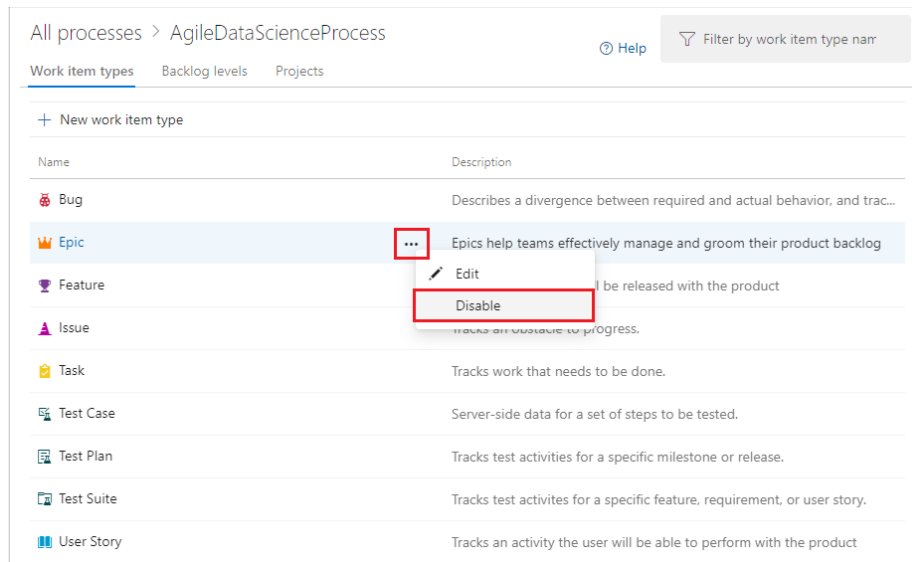 All processes > AgileDataScienceProcess
Help
Filter by work item type nam
Work item types Backlog levels Projects
+ New work item type
Name Description
Bug Describes a divergence between required and actual behavior, and trac...
Epic ... Epics help teams effectively manage and groom their product backlog
Edit
Feature l be released with the product
Disable
Issue Tracks an obstacle to progress.
Task Tracks work that needs to be done.
Test Case Server-side data for a set of steps to be tested.
Test Plan Tracks test activities for a specific milestone or release.
Test Suite Tracks test activites for a specific feature, requirement, or user story.
User Story Tracks an activity the user will be able to perform with the product